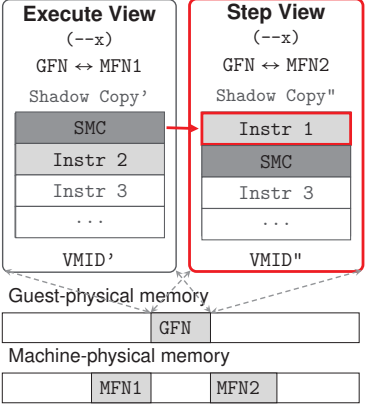 Execute View
(--x)
GFN ↔ MFN1
Shadow Copy'
SMC
Instr 2
Instr 3
...
VMID'
Step View
(--x)
GFN ↔ MFN2
Shadow Copy"
Instr 1
SMC
Instr 3
...
VMID"
Guest-physical memory
GFN
Machine-physical memory
MFN1
MFN2